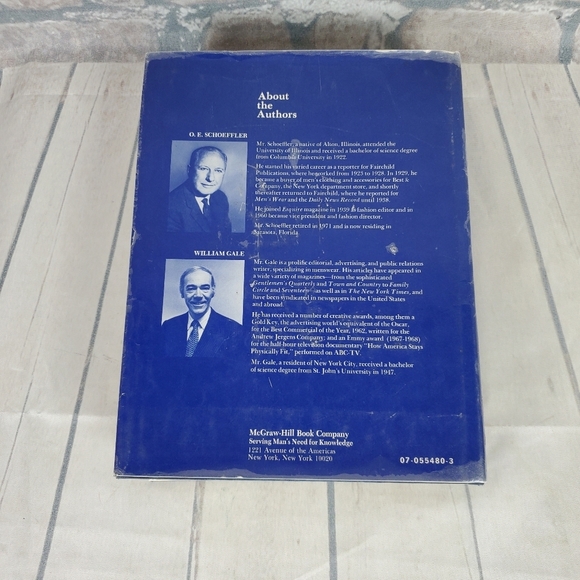 About
the
Authors
O. E. SCHOEFFLER
Mr. Schoeffler, a native of Alton, Illinois, attended the
University of Illinois and received a bachelor of science degree
from Columbia University in 1922.
He started his varied career as a reporter for Fairchild
Publications, where he worked from 1923 to 1928. In 1929, he
became a buyer of men's clothing and accessories for Best &
Company, the New York department store, and shortly
thereafter returned to Fairchild, where he reported for
Men's Wear and the Daily News Record until 1938.
He joined Esquire magazine in 1939 as fashion editor and in
1960 became vice president and fashion director.
Mr. Schoeffler retired in 1971 and is now residing in
Sarasota, Florida.
WILLIAM GALE
Mr. Gale is a prolific editorial, advertising, and public relations
writer, specializing in menswear. His articles have appeared in
a wide variety of magazines—from the sophisticated
Gentlemen's Quarterly and Town and Country to Family
Circle and Seventeen—as well as in The New York Times, and
have been syndicated in newspapers in the United States
and abroad.
He has received a number of creative awards, among them a
Gold Key, the advertising world's equivalent of the Oscar,
for the Best Commercial of the Year, 1962, written for the
Andrew Jergens Company; and an Emmy award (1967-1968)
for the half-hour television documentary "How America Stays
Physically Fit," performed on ABC-TV.
Mr. Gale, a resident of New York City, received a bachelor
of science degree from St. John's University in 1947.
McGraw-Hill Book Company
Serving Man's Need for Knowledge
1221 Avenue of the Americas
New York, New York 10020
07-055480-3